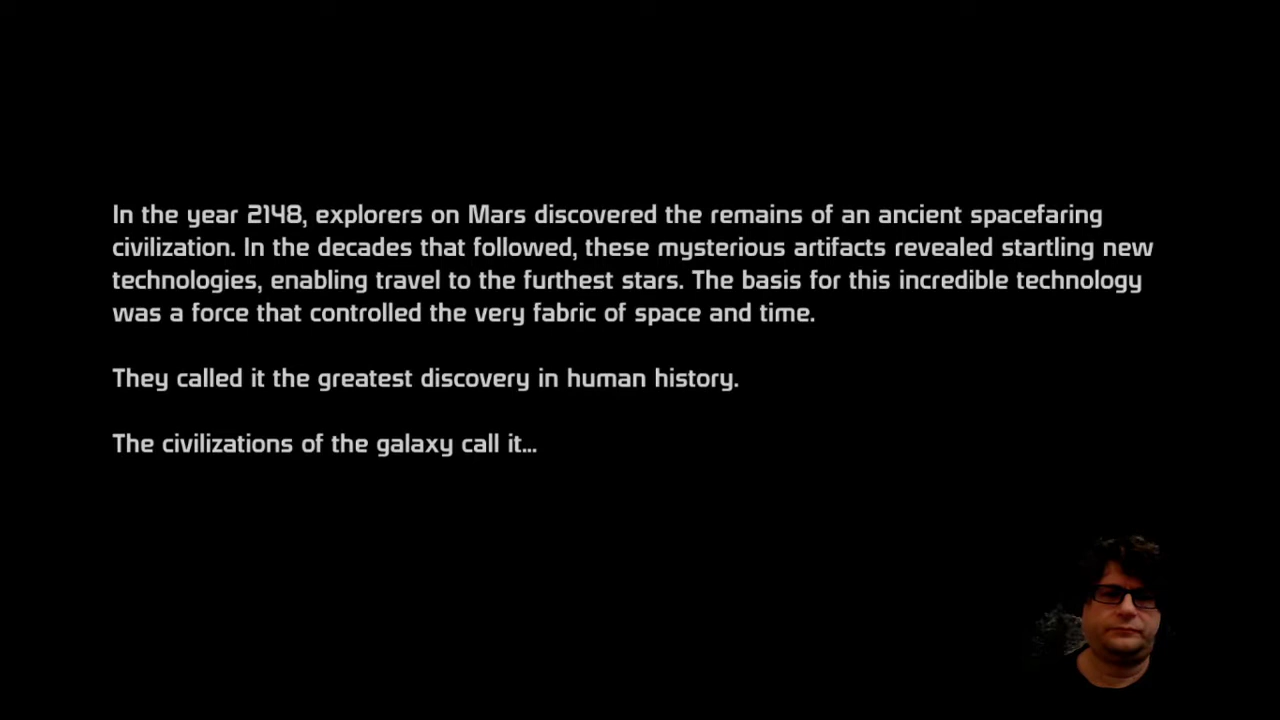 In the year 2148, explorers on Mars discovered the remains of an ancient spacefaring
civilization. In the decades that followed, these mysterious artifacts revealed startling new
technologies, enabling travel to the furthest stars. The basis for this incredible technology
was a force that controlled the very fabric of space and time.
They called it the greatest discovery in human history.
The civilizations of the galaxy call it...